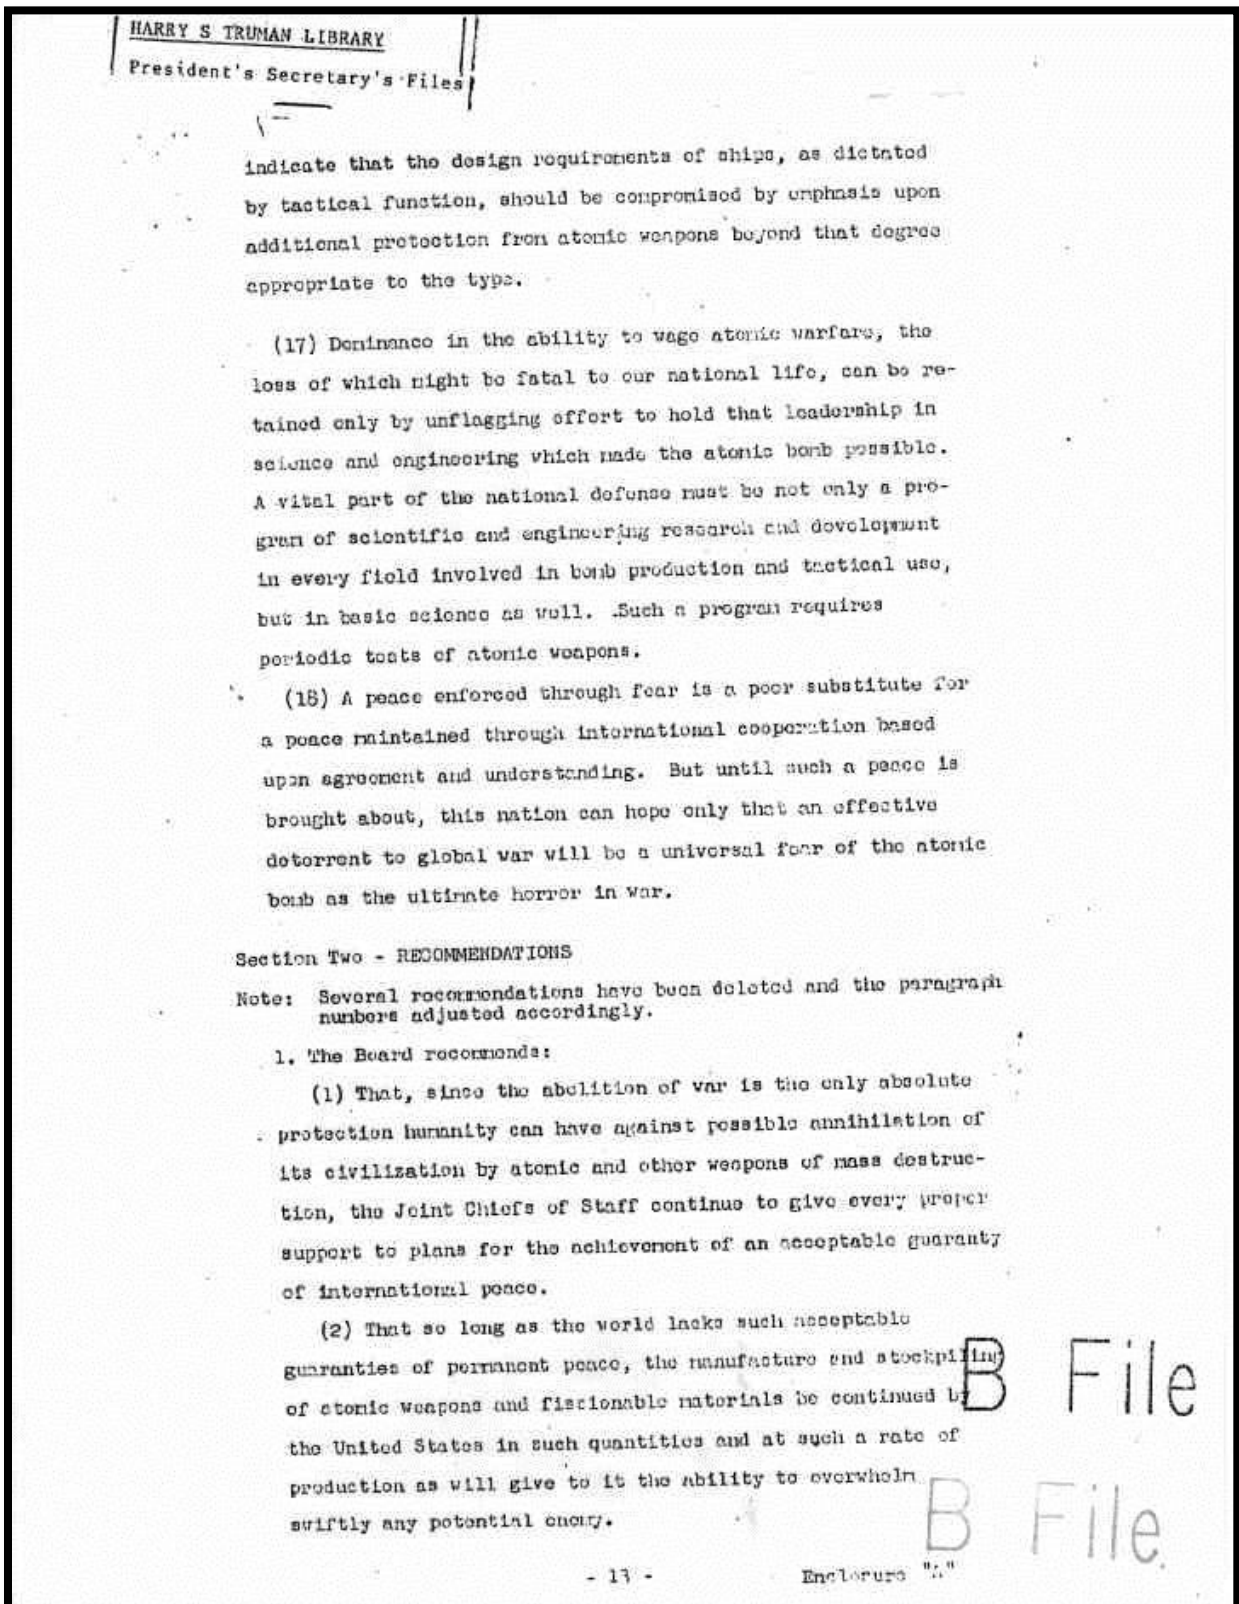 HARRY S TRUMAN LIBRARY
President's Secretary's Files
indicate that the design requirements of ships, as dictated
by tactical function, should be compromised by emphasis upon
additional protection from atomic weapons beyond that degree
appropriate to the type.
(17) Dominance in the ability to wage atomic warfare, the
loss of which might be fatal to our national life, can be re-
tained only by unflagging effort to hold that leadership in
science and engineering which made the atomic bomb possible.
A vital part of the national defense must be not only a pro-
gram of scientific and engineering research and development
in every field involved in bomb production and tactical use,
but in basic science as well. Such a program requires
periodic tests of atomic weapons.
(18) A peace enforced through fear is a poor substitute for
a peace maintained through international cooperation based
upon agreement and understanding. But until such a peace is
brought about, this nation can hope only that an effective
deterrent to global war will be a universal fear of the atomic
bomb as the ultimate horror in war.
Section Two - RECOMMENDATIONS
Note: Several recommendations have been deleted and the paragraph
numbers adjusted accordingly.
1. The Board recommends:
(1) That, since the abolition of war is the only absolute
protection humanity can have against possible annihilation of
its civilization by atomic and other weapons of mass destruc-
tion, the Joint Chiefs of Staff continue to give every proper
support to plans for the achievement of an acceptable guaranty
of international peace.
(2) That so long as the world lacks such acceptable
guaranties of permanent peace, the manufacture and stockpiling
of atomic weapons and fissionable materials be continued by
the United States in such quantities and at such a rate of
production as will give to it the ability to overwhelm
swiftly any potential enemy.
B File
B File
- 13 - Enclosure